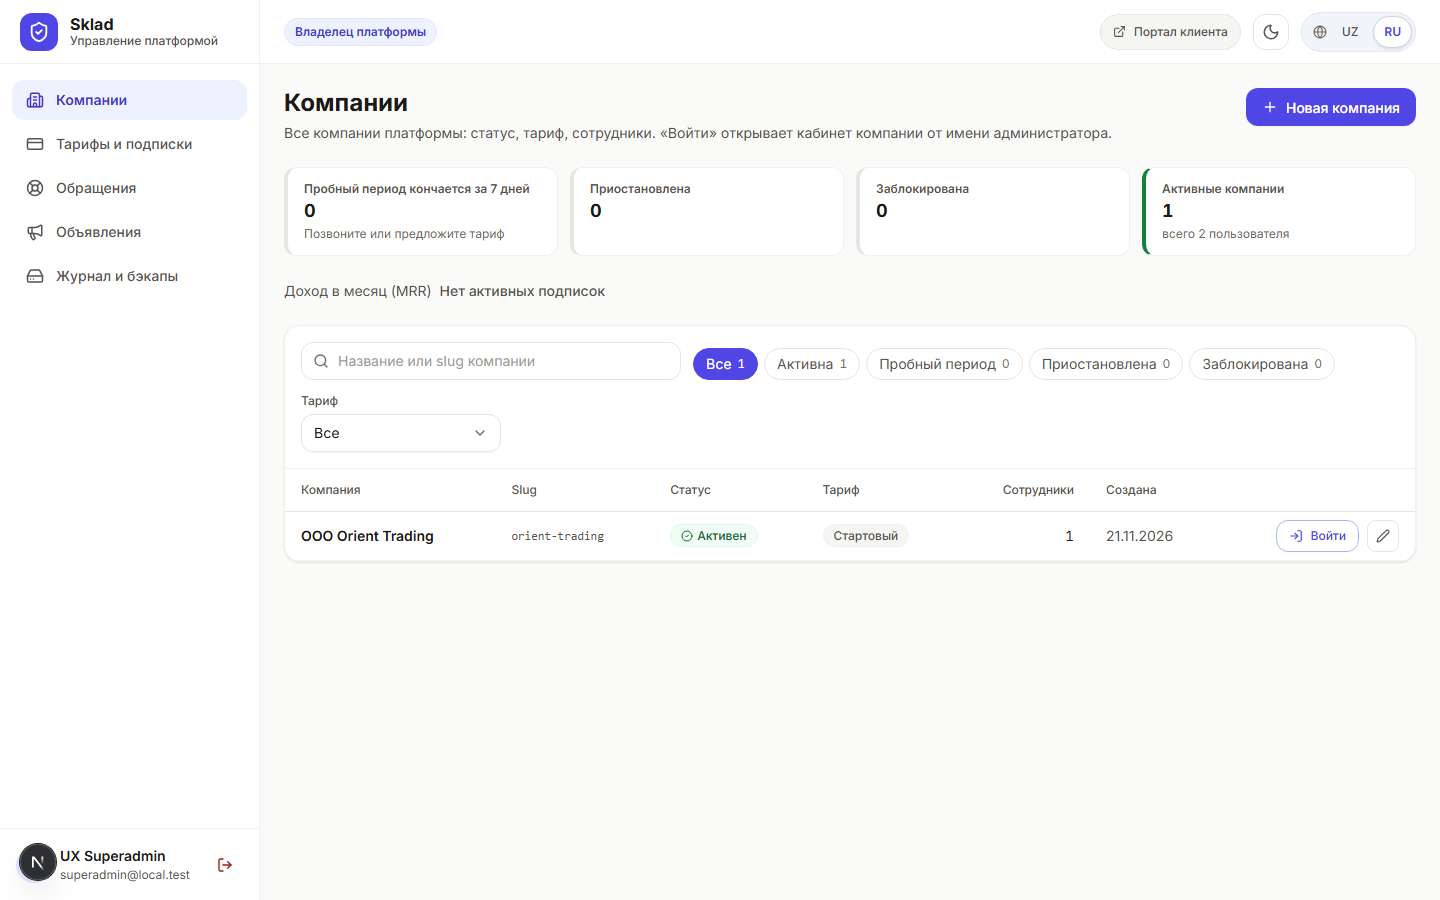 Sklad
Управление платформой
Владелец платформы
Портал клиента
UZ
RU
Компании
Тарифы и подписки
Обращения
Объявления
Журнал и бэкапы
Компании
Все компании платформы: статус, тариф, сотрудники. «Войти» открывает кабинет компании от имени администратора.
Новая компания
Пробный период кончается за 7 дней
0
Позвоните или предложите тариф
Приостановлена
0
Заблокирована
0
Активные компании
1
всего 2 пользователя
Доход в месяц (MRR) Нет активных подписок
Название или slug компании
Все 1
Активна 1
Пробный период 0
Приостановлена 0
Заблокирована 0
Тариф
Все
Компания Slug Статус Тариф Сотрудники Создана
ООО Orient Trading orient-trading Активен Стартовый 1 21.11.2026 Войти
N
UX Superadmin
superadmin@local.test